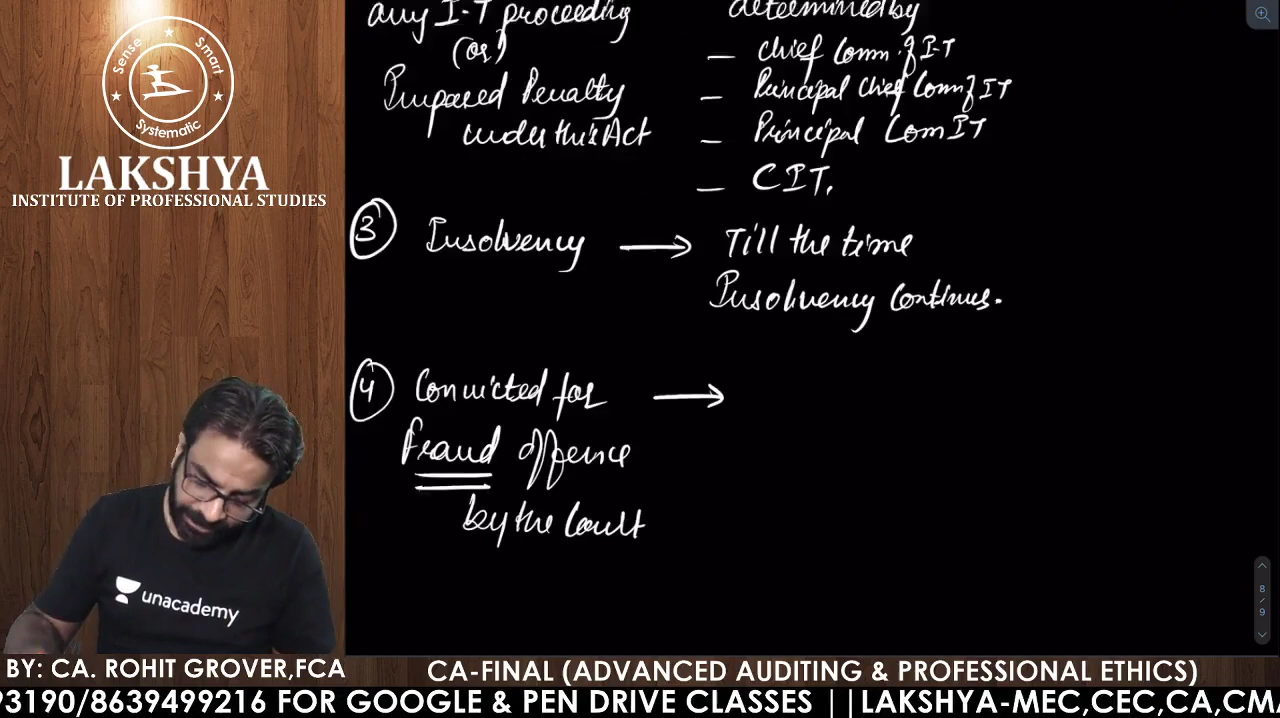 any I-T proceeding
(or)
Imposed Penalty
under this Act
determined by
— Chief Comm. of I-T
— Principal Chief Comm of IT
— Principal Com IT
— CIT.
③ Insolvency → Till the time
Insolvency Continues.
④ Convicted for →
Fraud offence
by the Court
Sense
Smart
Systematic
LAKSHYA
INSTITUTE OF PROFESSIONAL STUDIES
unacademy
8
/
9
BY: CA. ROHIT GROVER,FCA
CA-FINAL (ADVANCED AUDITING & PROFESSIONAL ETHICS)
93190/8639499216 FOR GOOGLE & PEN DRIVE CLASSES ||LAKSHYA-MEC,CEC,CA,CMA